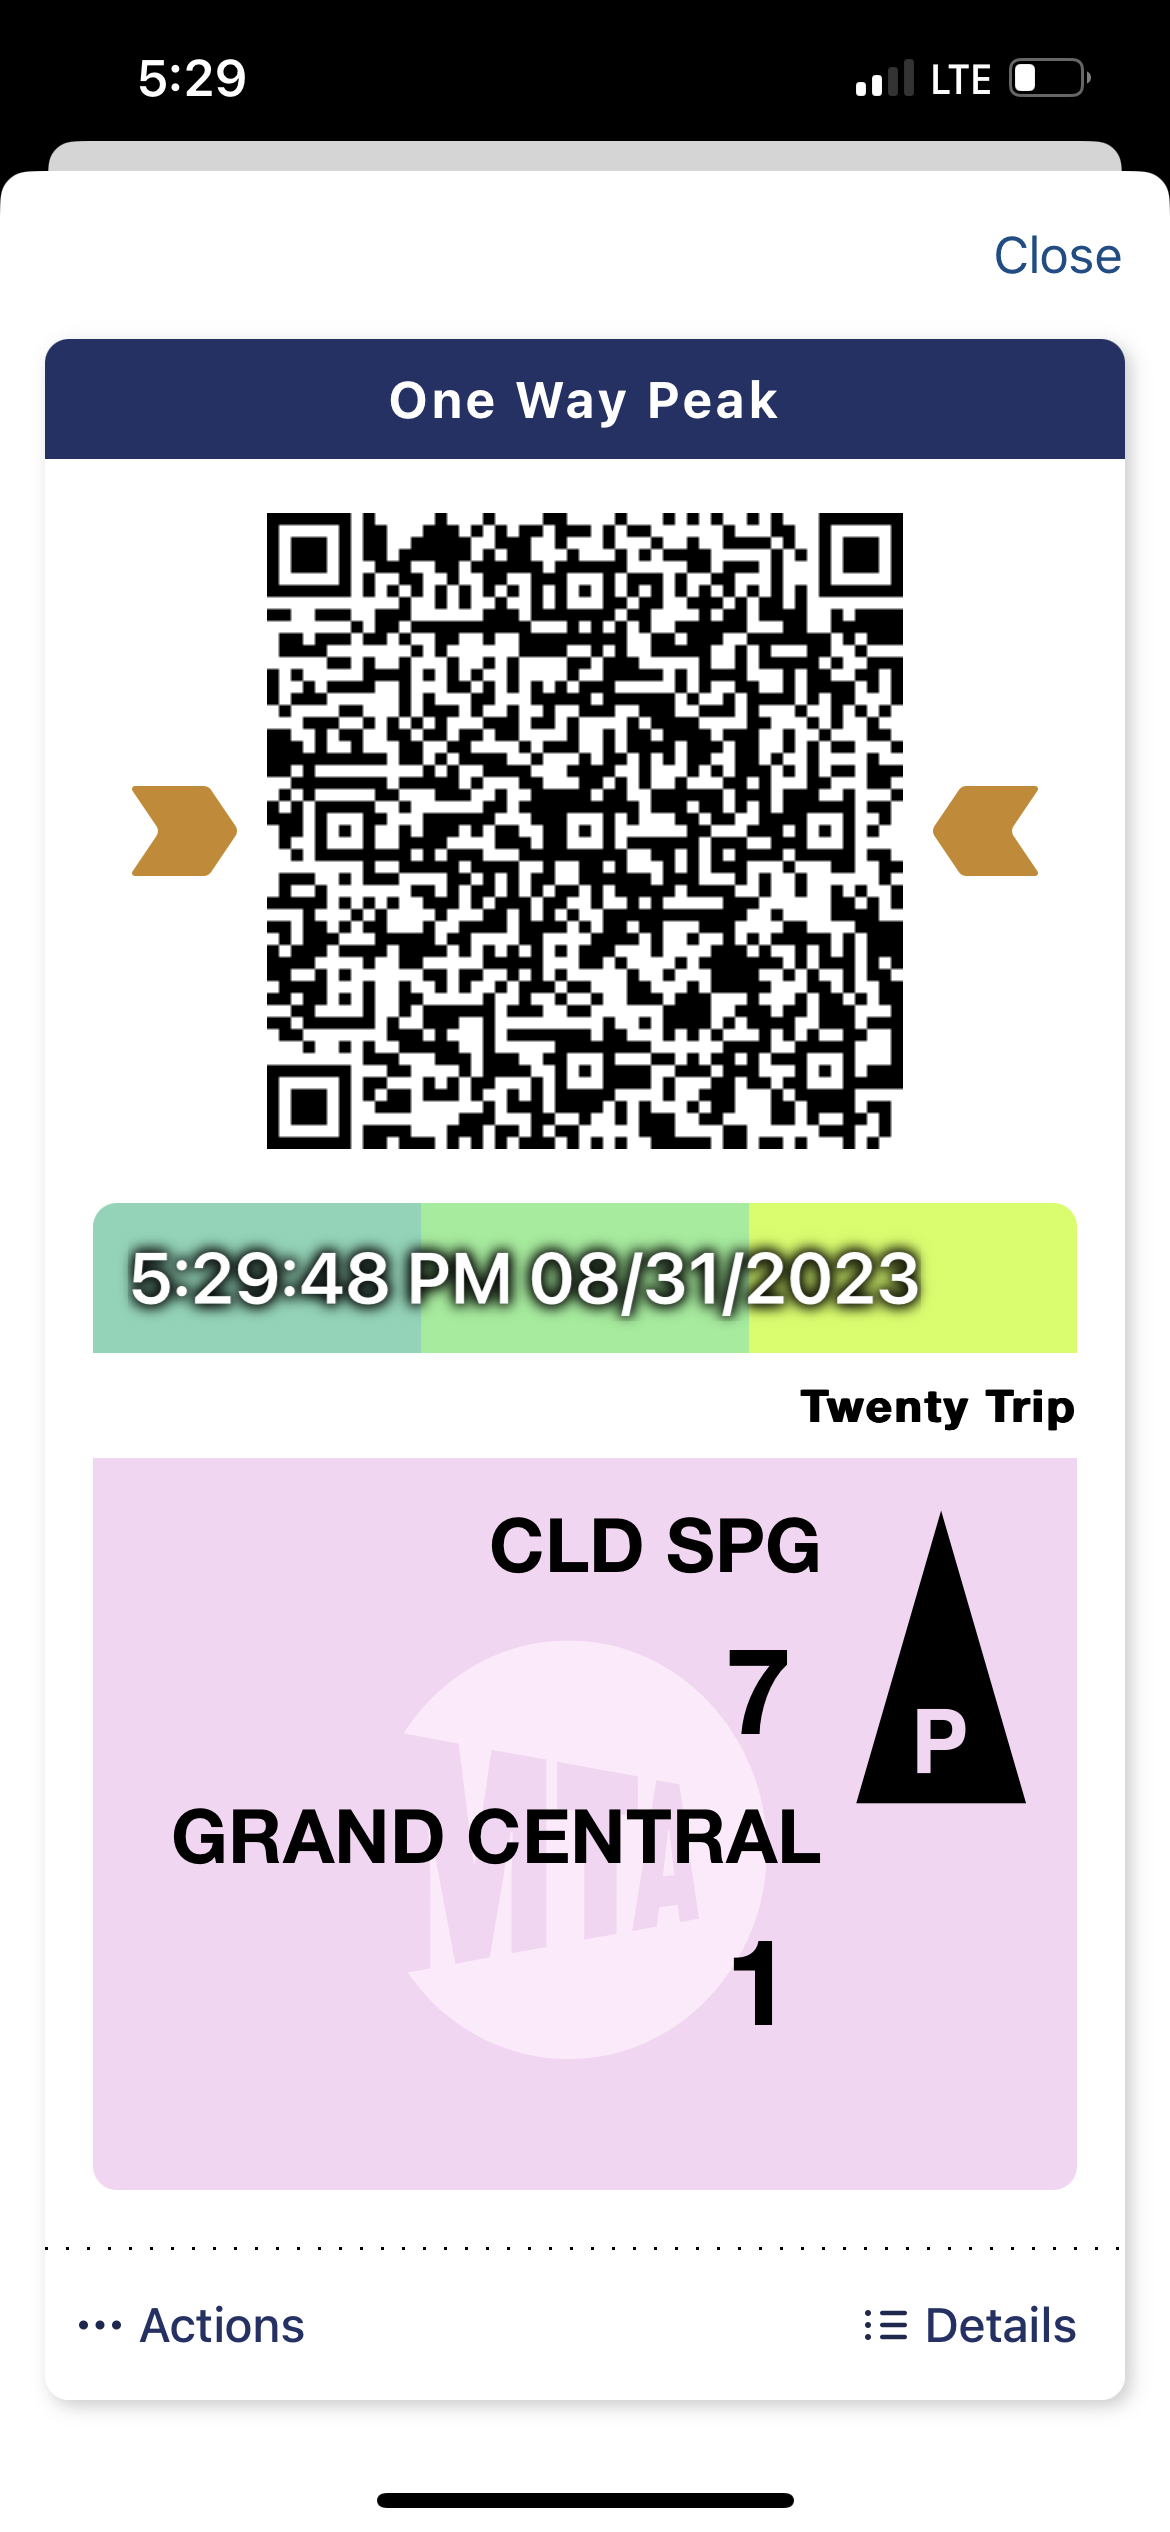 5:29
LTE
Close
One Way Peak
5:29:48 PM 08/31/2023
Twenty Trip
CLD SPG
7
P
MTA
GRAND CENTRAL
1
Actions
Details